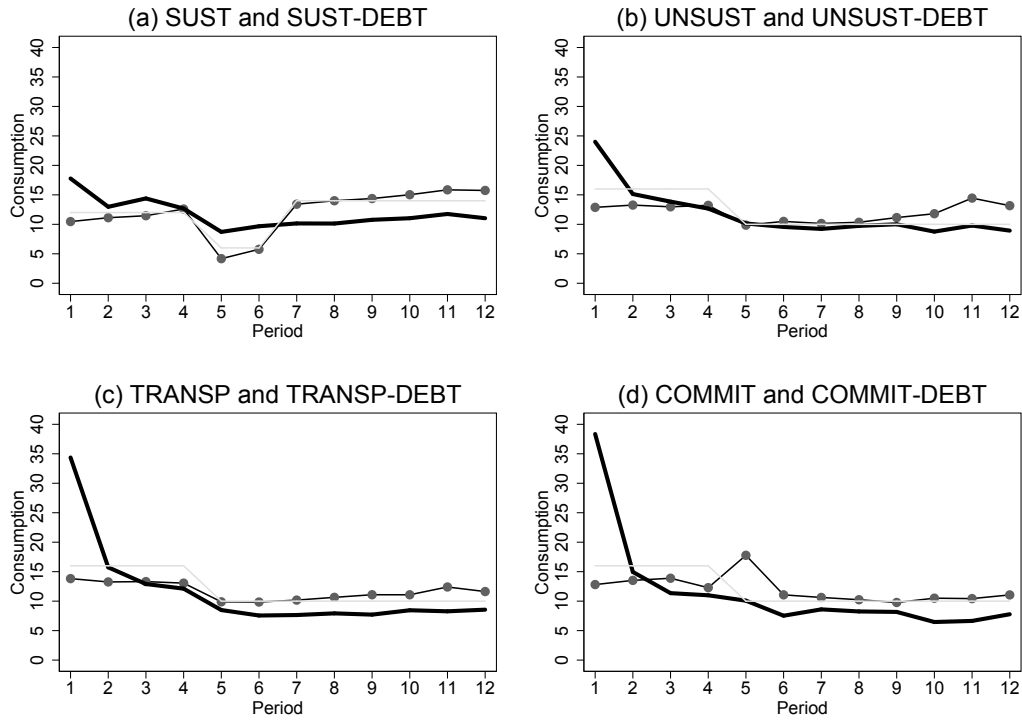 (a) SUST and SUST-DEBT
Consumption
40
35
30
25
20
15
10
5
0
1 2 3 4 5 6 7 8 9 10 11 12
Period
(b) UNSUST and UNSUST-DEBT
Consumption
40
35
30
25
20
15
10
5
0
1 2 3 4 5 6 7 8 9 10 11 12
Period
(c) TRANSP and TRANSP-DEBT
Consumption
40
35
30
25
20
15
10
5
0
1 2 3 4 5 6 7 8 9 10 11 12
Period
(d) COMMIT and COMMIT-DEBT
Consumption
40
35
30
25
20
15
10
5
0
1 2 3 4 5 6 7 8 9 10 11 12
Period